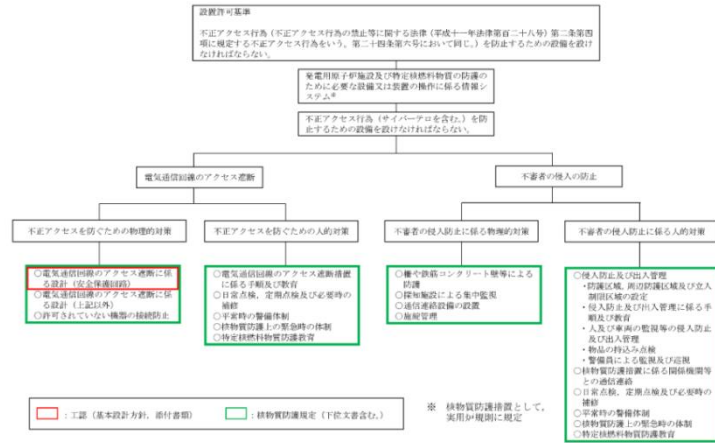 設置許可基準
不正アクセス行為（不正アクセス行為の禁止等に関する法律（平成十一年法律第百二十八号）第二条第四
項に規定する不正アクセス行為をいう。第二十四条第六号において同じ。）を防止するための設備を設け
なければならない。
発電用原子炉施設及び特定核燃料物質の防護の
ために必要な設備又は装置の操作に係る情報シ
ステム※
不正アクセス行為（サイバーテロを含む。）を防
止するための設備を設けなければならない。
電気通信回線のアクセス遮断
不審者の侵入の防止
不正アクセスを防ぐための物理的対策
不正アクセスを防ぐための人的対策
不審者の侵入防止に係る物理的対策
不審者の侵入防止に係る人的対策
○電気通信回線のアクセス遮断に係
る設計（安全保護回路）
○電気通信回線のアクセス遮断に係
る設計（上記以外）
○許可されていない機器の接続防止
○電気通信回線のアクセス遮断措置
に係る手順及び教育
○日常点検，定期点検及び必要時の
補修
○平常時の警備体制
○核物質防護上の緊急時の体制
○特定核燃料物質防護教育
○柵や鉄筋コンクリート壁等による
防護
○探知施設による集中監視
○通信連絡設備の設置
○施錠管理
○侵入防止及び出入管理
・防護区域，周辺防護区域及び立入
制限区域の設定
・侵入防止及び出入管理に係る手
順及び教育
・人及び車両の監視等の侵入防止
及び出入管理
・物品の持込み点検
・警備員による監視及び巡視
○核物質防護措置に係る関係機関等
との通信連絡
○日常点検，定期点検及び必要時の
補修
○平常時の警備体制
○核物質防護上の緊急時の体制
○特定核燃料物質防護教育
：工認（基本設計方針，添付書類）
：核物質防護規定（下位文書含む。）
※ 核物質防護措置として，
実用炉規則に規定